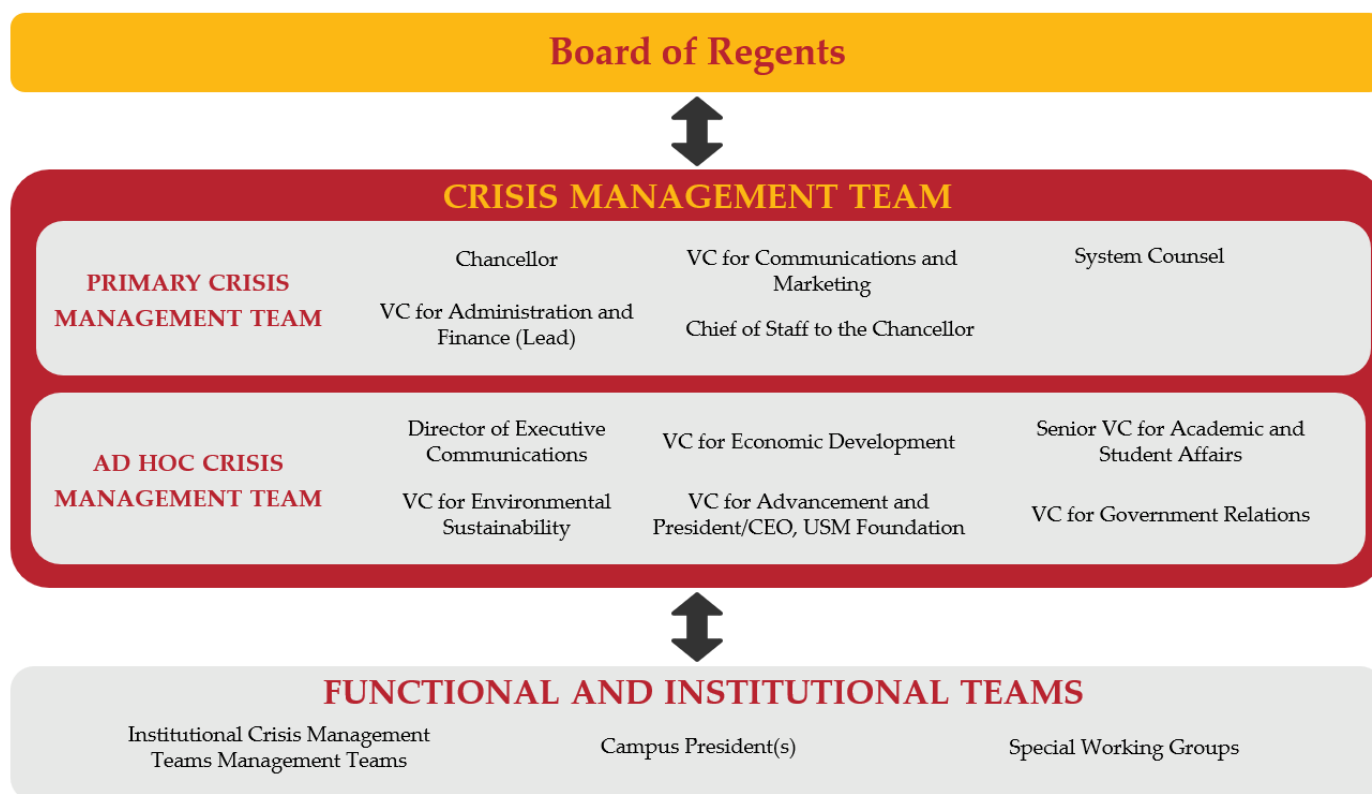 Board of Regents
CRISIS MANAGEMENT TEAM
PRIMARY CRISIS
MANAGEMENT TEAM
Chancellor
VC for Administration and
Finance (Lead)
VC for Communications and
Marketing
Chief of Staff to the Chancellor
System Counsel
AD HOC CRISIS
MANAGEMENT TEAM
Director of Executive
Communications
VC for Environmental
Sustainability
VC for Economic Development
VC for Advancement and
President/CEO, USM Foundation
Senior VC for Academic and
Student Affairs
VC for Government Relations
FUNCTIONAL AND INSTITUTIONAL TEAMS
Institutional Crisis Management
Teams Management Teams
Campus President(s)
Special Working Groups